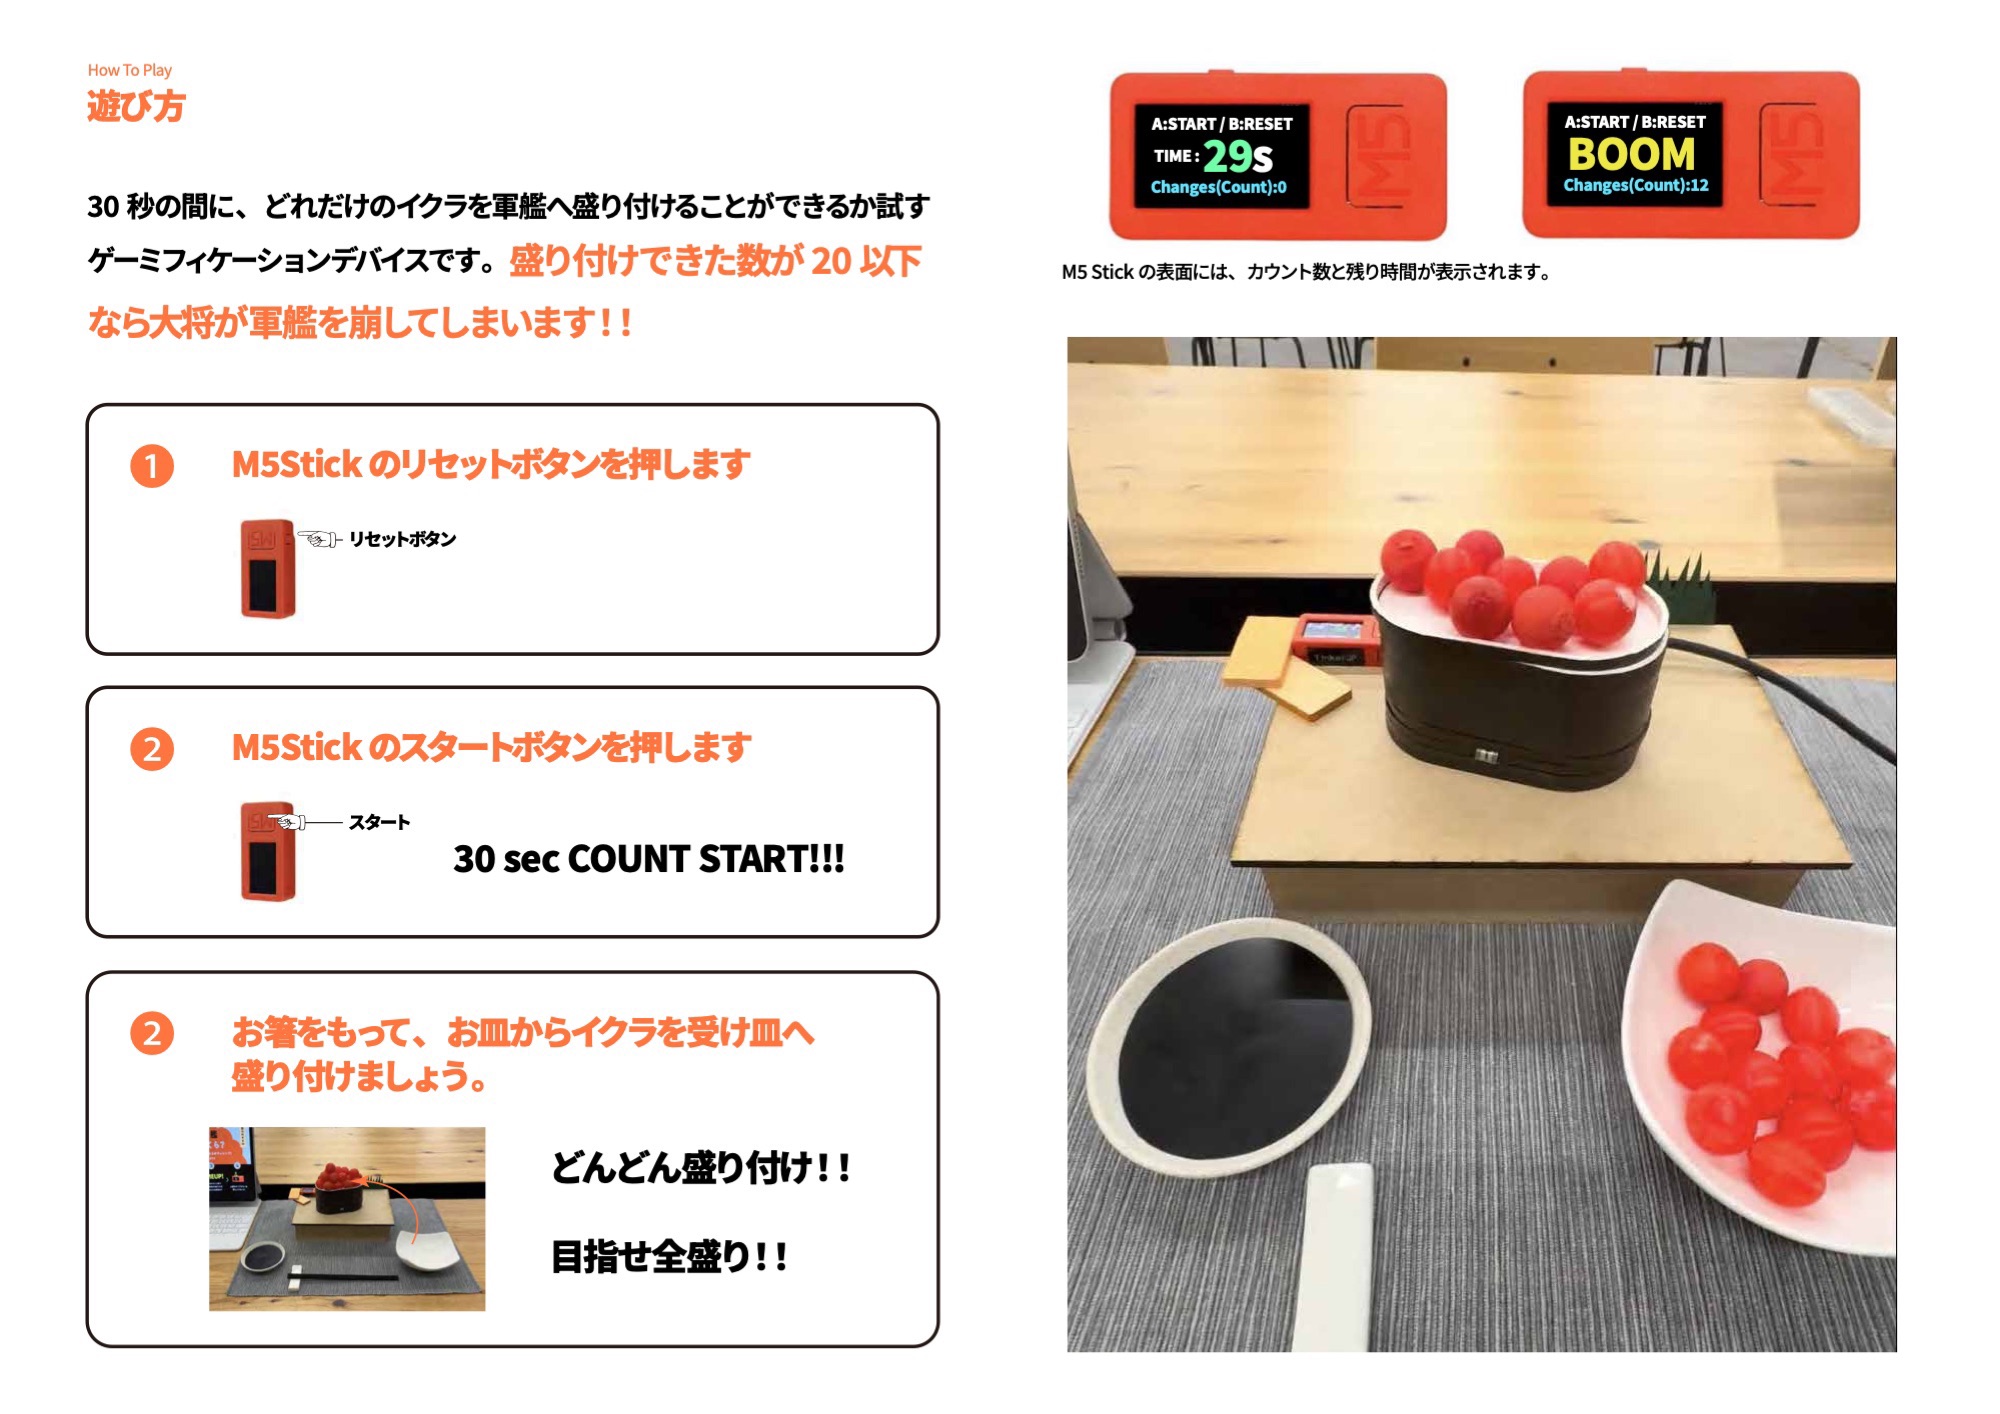 How To Play
遊び方
30 秒の間に、どれだけのイクラを軍艦へ盛り付けることができるか試す
ゲーミフィケーションデバイスです。盛り付けできた数が 20 以下
なら大将が軍艦を崩してしまいます！！
1 M5Stick のリセットボタンを押します
リセットボタン
2 M5Stick のスタートボタンを押します
スタート
30 sec COUNT START!!!
2 お箸をもって、お皿からイクラを受け皿へ
盛り付けましょう。
どんどん盛り付け！！
目指せ全盛り！！
A:START / B:RESET
TIME : 29s
Changes(Count):0
M5
A:START / B:RESET
BOOM
Changes(Count):12
M5
M5 Stick の表面には、カウント数と残り時間が表示されます。